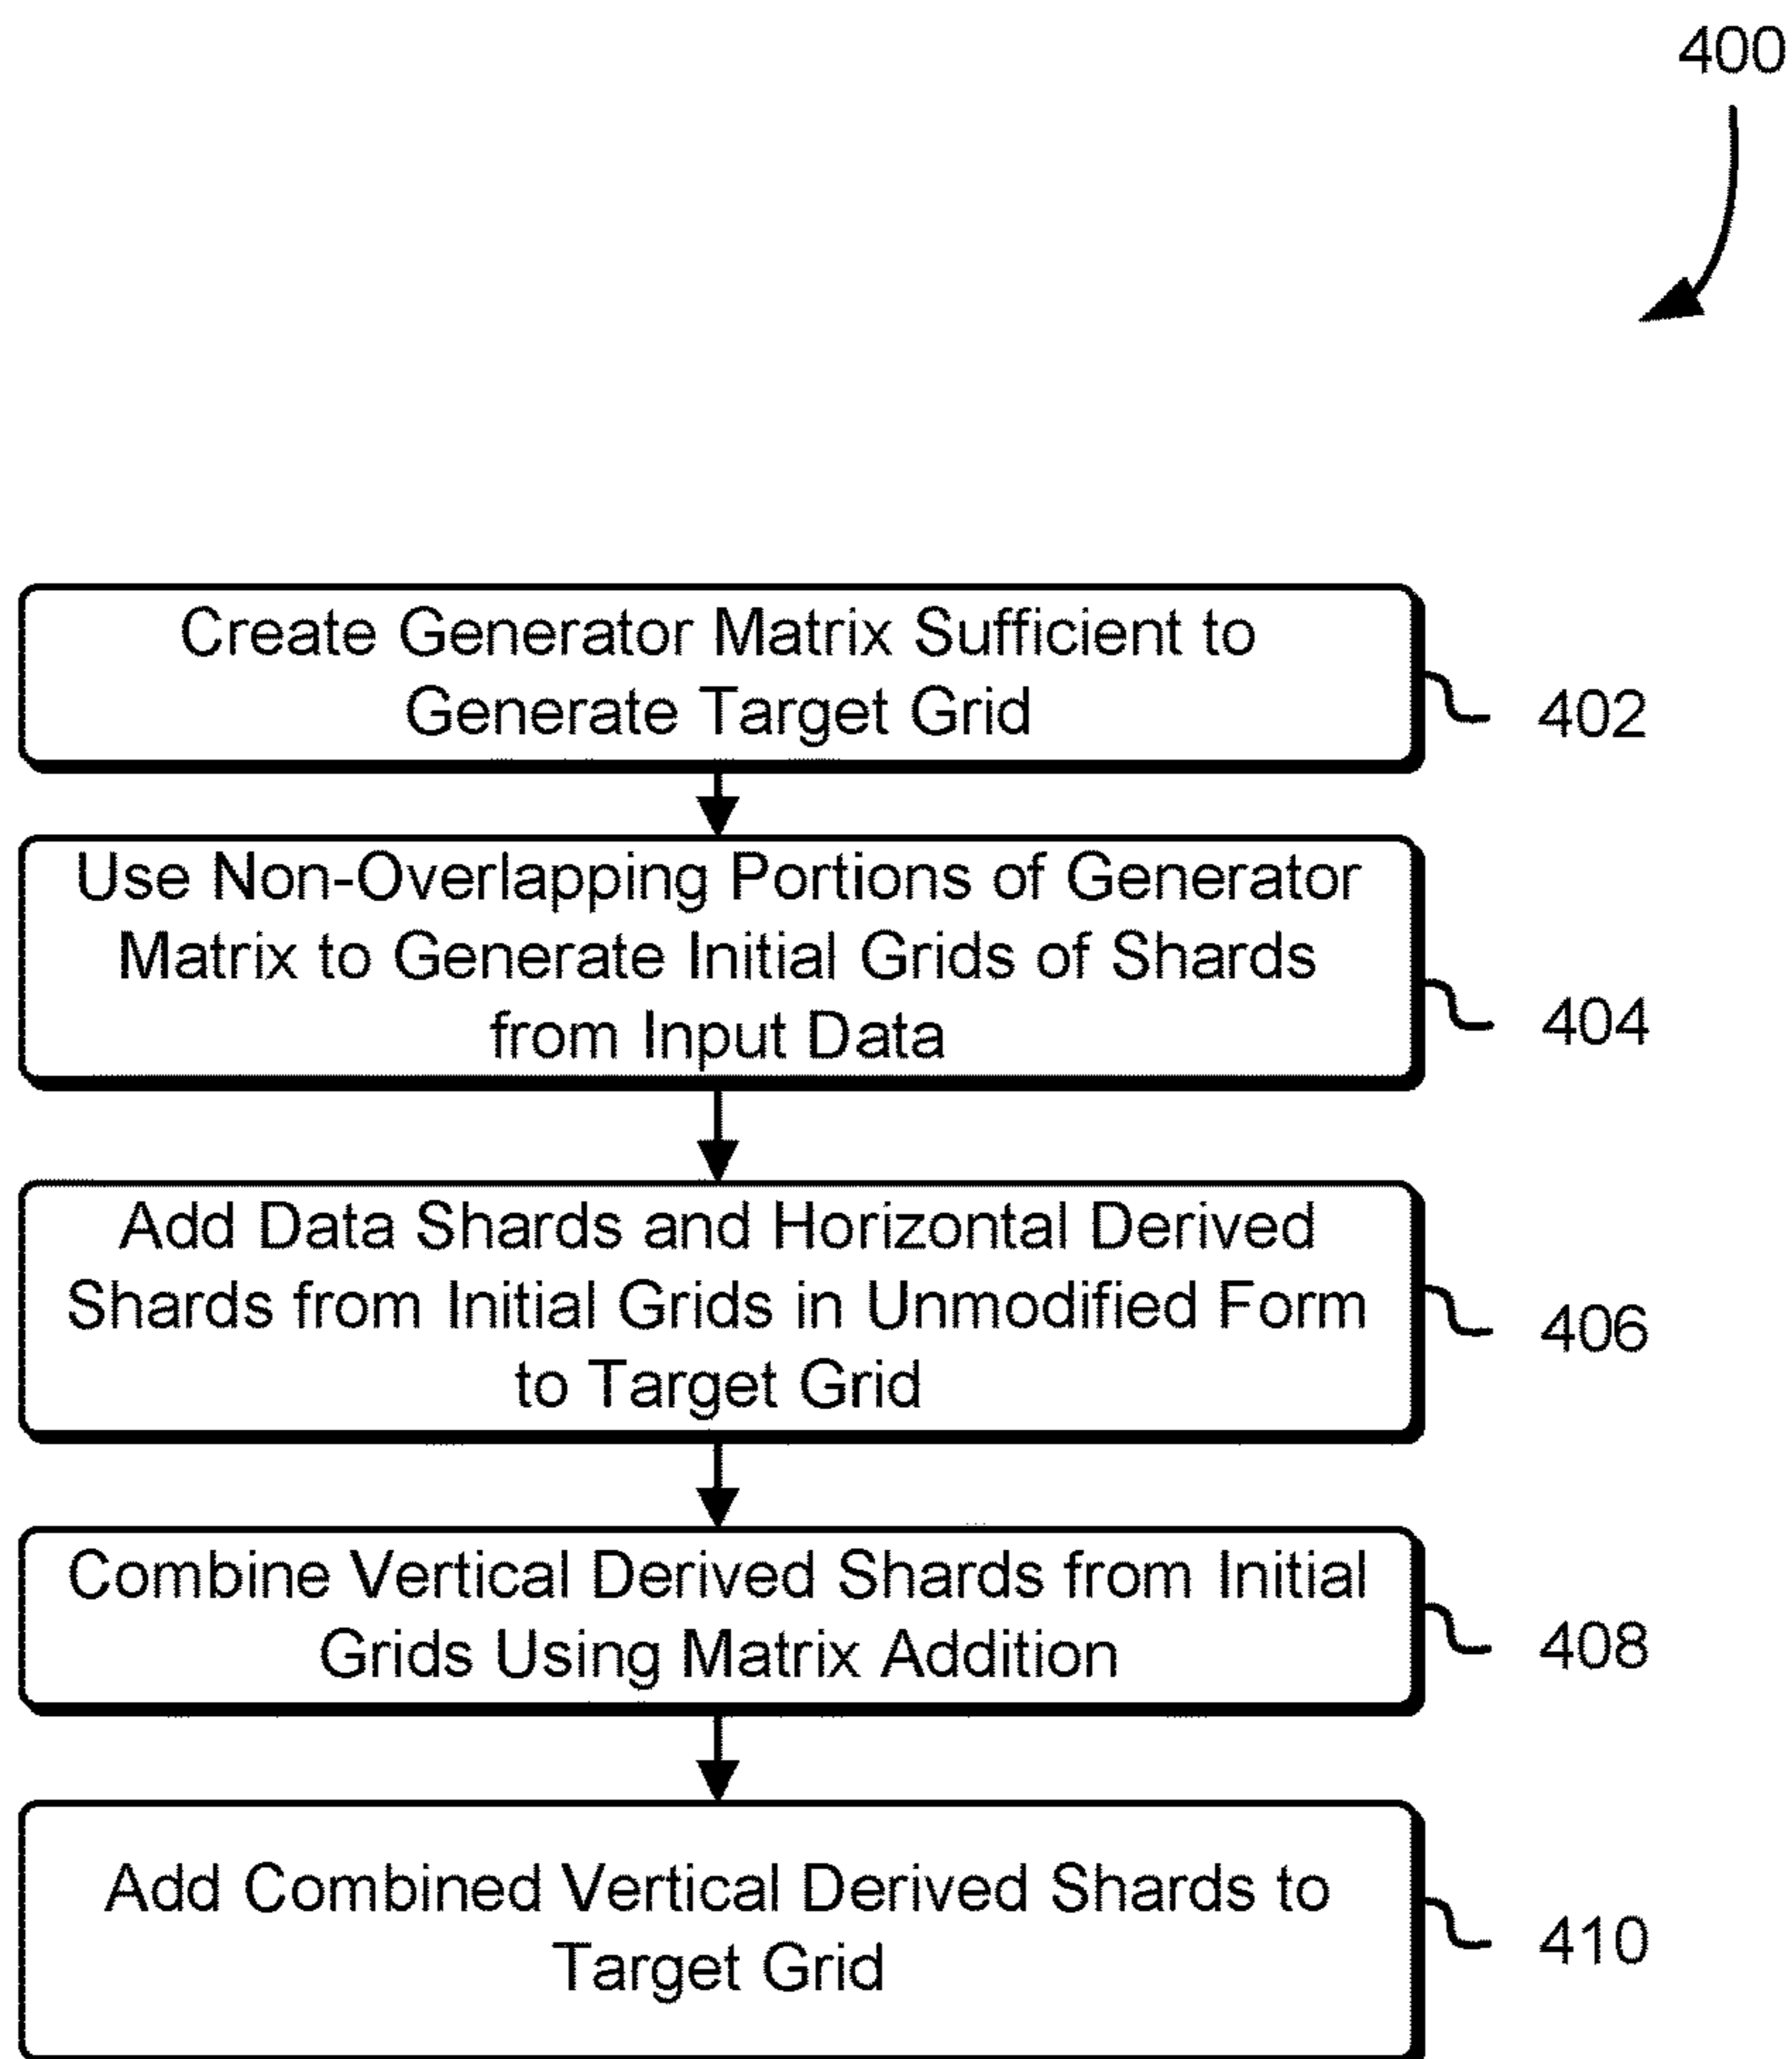 400
Create Generator Matrix Sufficient to
Generate Target Grid
402
Use Non-Overlapping Portions of Generator
Matrix to Generate Initial Grids of Shards
from Input Data
404
Add Data Shards and Horizontal Derived
Shards from Initial Grids in Unmodified Form
to Target Grid
406
Combine Vertical Derived Shards from Initial
Grids Using Matrix Addition
408
Add Combined Vertical Derived Shards to
Target Grid
410